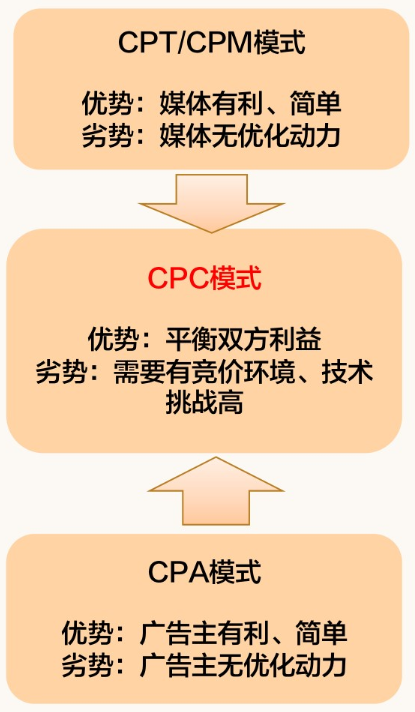 CPT/CPM模式
优势：媒体有利、简单
劣势：媒体无优化动力
CPC模式
优势：平衡双方利益
劣势：需要有竞价环境、技术
挑战高
CPA模式
优势：广告主有利、简单
劣势：广告主无优化动力